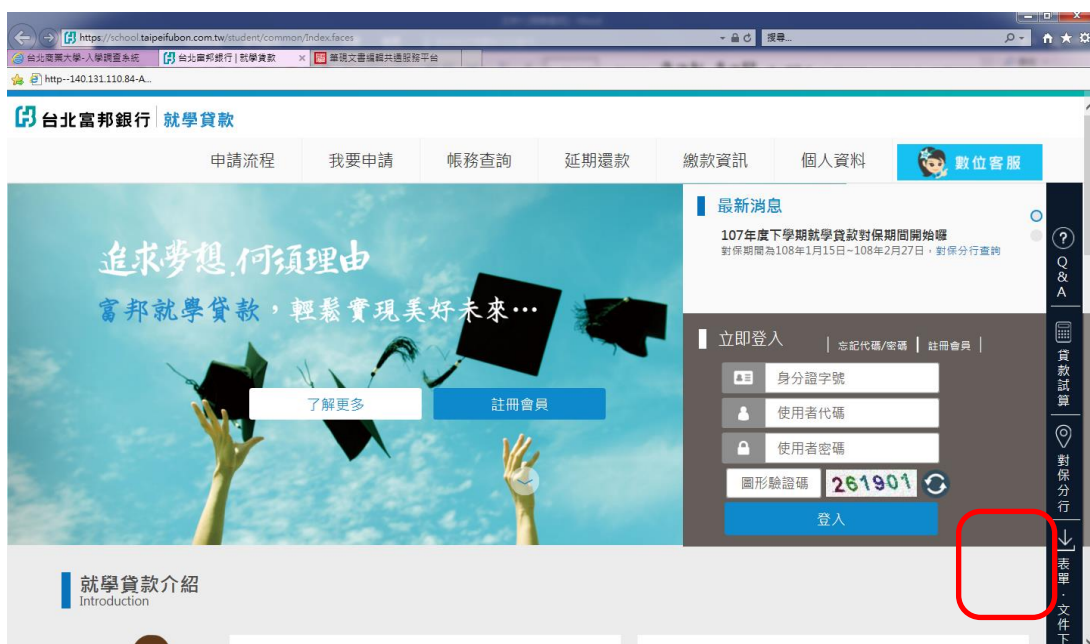 https://school.taipeifubon.com.tw/student/common/Index.faces
搜尋...
台北商業大學-入學調查系統
台北富邦銀行|就學貸款
筆硯文書編輯共通服務平台
http--140.131.110.84-A...
台北富邦銀行 就學貸款
申請流程
我要申請
帳務查詢
延期還款
繳款資訊
個人資料
數位客服
追求夢想.何須理由
富邦就學貸款，輕鬆實現美好未來…
了解更多
註冊會員
最新消息
107年度下學期就學貸款對保期間開始囉
對保期間為108年1月15日~108年2月27日，對保分行查詢
立即登入
忘記代碼/密碼
註冊會員
身分證字號
使用者代碼
使用者密碼
圖形驗證碼
261901
登入
Q & A
貸款試算
對保分行
表單．文件下
就學貸款介紹
Introduction